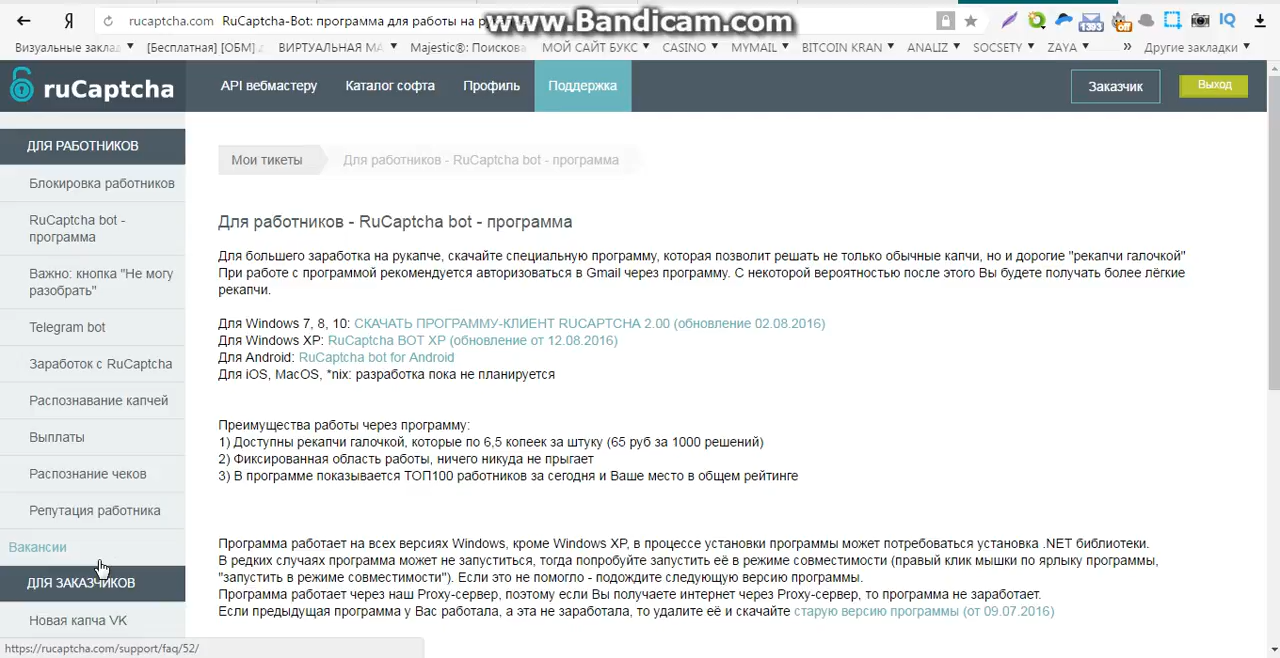 Я rucaptcha.com RuCaptcha-Bot: программа для работы на р
www.Bandicam.com
1393 off IQ
Визуальные заклад [Бесплатная] [ОБМ] ВИРТУАЛЬНАЯ МА Majestic®: Поискова МОЙ САЙТ БУКС CASINO MYMAIL BITCOIN KRAN ANALIZ SOCSETY ZAYA » Другие закладки
ruCaptcha API вебмастеру Каталог софта Профиль Поддержка Заказчик Выход
ДЛЯ РАБОТНИКОВ
Блокировка работников
RuCaptcha bot -
программа
Важно: кнопка "Не могу
разобрать"
Telegram bot
Заработок с RuCaptcha
Распознавание капчей
Выплаты
Распознание чеков
Репутация работника
Вакансии
ДЛЯ ЗАКАЗЧИКОВ
Новая капча VK
https://rucaptcha.com/support/faq/52/
Мои тикеты Для работников - RuCaptcha bot - программа
Для работников - RuCaptcha bot - программа
Для большего заработка на рукапче, скачайте специальную программу, которая позволит решать не только обычные капчи, но и дорогие "рекапчи галочкой"
При работе с программой рекомендуется авторизоваться в Gmail через программу. С некоторой вероятностью после этого Вы будете получать более лёгкие
рекапчи.
Для Windows 7, 8, 10: СКАЧАТЬ ПРОГРАММУ-КЛИЕНТ RUCAPTCHA 2.00 (обновление 02.08.2016)
Для Windows XP: RuCaptcha BOT XP (обновление от 12.08.2016)
Для Android: RuCaptcha bot for Android
Для iOS, MacOS, *nix: разработка пока не планируется
Преимущества работы через программу:
1) Доступны рекапчи галочкой, которые по 6,5 копеек за штуку (65 руб за 1000 решений)
2) Фиксированная область работы, ничего никуда не прыгает
3) В программе показывается ТОП100 работников за сегодня и Ваше место в общем рейтинге
Программа работает на всех версиях Windows, кроме Windows XP, в процессе установки программы может потребоваться установка .NET библиотеки.
В редких случаях программа может не запуститься, тогда попробуйте запустить её в режиме совместимости (правый клик мышки по ярлыку программы,
"запустить в режиме совместимости"). Если это не помогло - подождите следующую версию программы.
Программа работает через наш Proxy-сервер, поэтому если Вы получаете интернет через Proxy-сервер, то программа не заработает.
Если предыдущая программа у Вас работала, а эта не заработала, то удалите её и скачайте старую версию программы (от 09.07.2016)